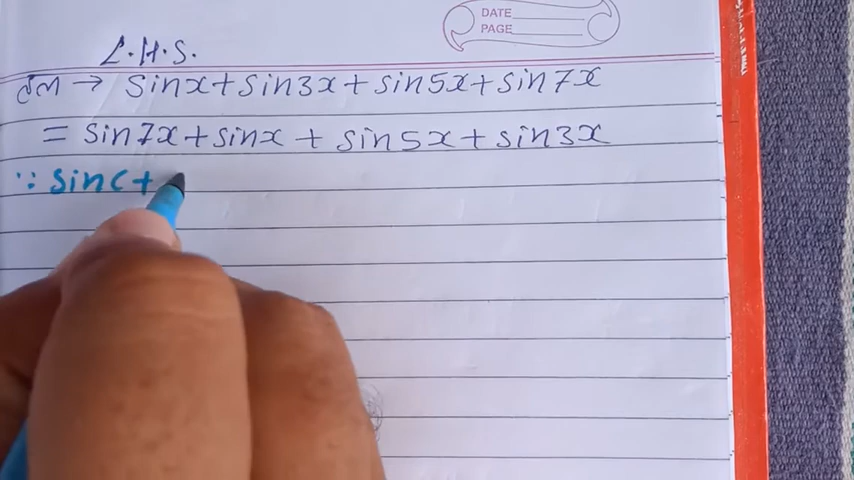 DATE
PAGE
L.H.S.
हल → sinx+sin3x+sin5x+sin7x
= sin7x+sinx + sin5x+sin3x
∵ sinc+